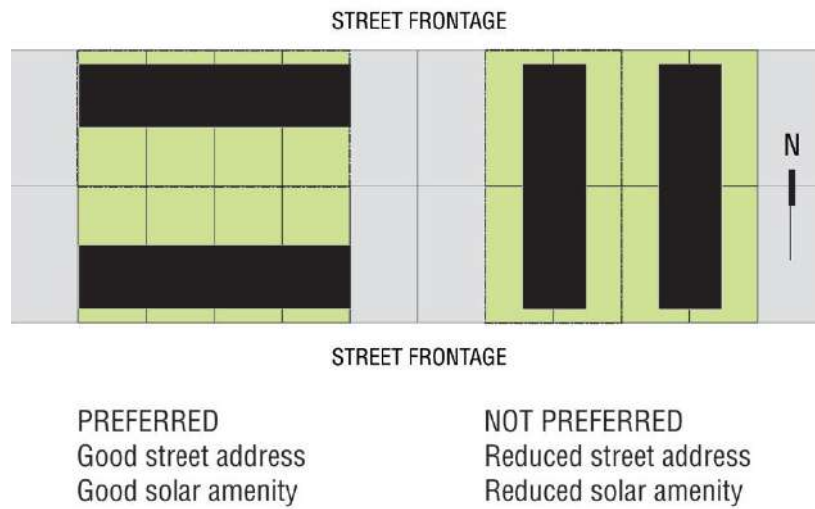 STREET FRONTAGE
N
STREET FRONTAGE
PREFERRED
Good street address
Good solar amenity
NOT PREFERRED
Reduced street address
Reduced solar amenity